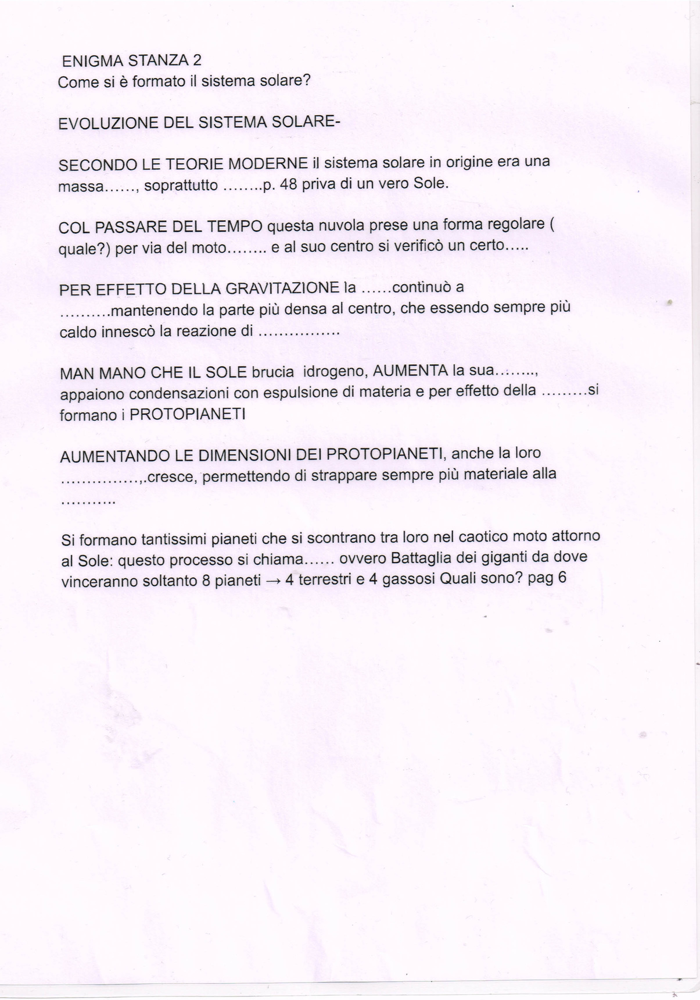 ENIGMA STANZA 2
Come si è formato il sistema solare?
EVOLUZIONE DEL SISTEMA SOLARE-
SECONDO LE TEORIE MODERNE il sistema solare in origine era una
massa......, soprattutto ........p. 48 priva di un vero Sole.
COL PASSARE DEL TEMPO questa nuvola prese una forma regolare (
quale?) per via del moto........ e al suo centro si verificò un certo.....
PER EFFETTO DELLA GRAVITAZIONE la ......continuò a
..........mantenendo la parte più densa al centro, che essendo sempre più
caldo innescò la reazione di ................
MAN MANO CHE IL SOLE brucia idrogeno, AUMENTA la sua........,
appaiono condensazioni con espulsione di materia e per effetto della .........si
formano i PROTOPIANETI
AUMENTANDO LE DIMENSIONI DEI PROTOPIANETI, anche la loro
...............,.cresce, permettendo di strappare sempre più materiale alla
...........
Si formano tantissimi pianeti che si scontrano tra loro nel caotico moto attorno
al Sole: questo processo si chiama...... ovvero Battaglia dei giganti da dove
vinceranno soltanto 8 pianeti → 4 terrestri e 4 gassosi Quali sono? pag 6